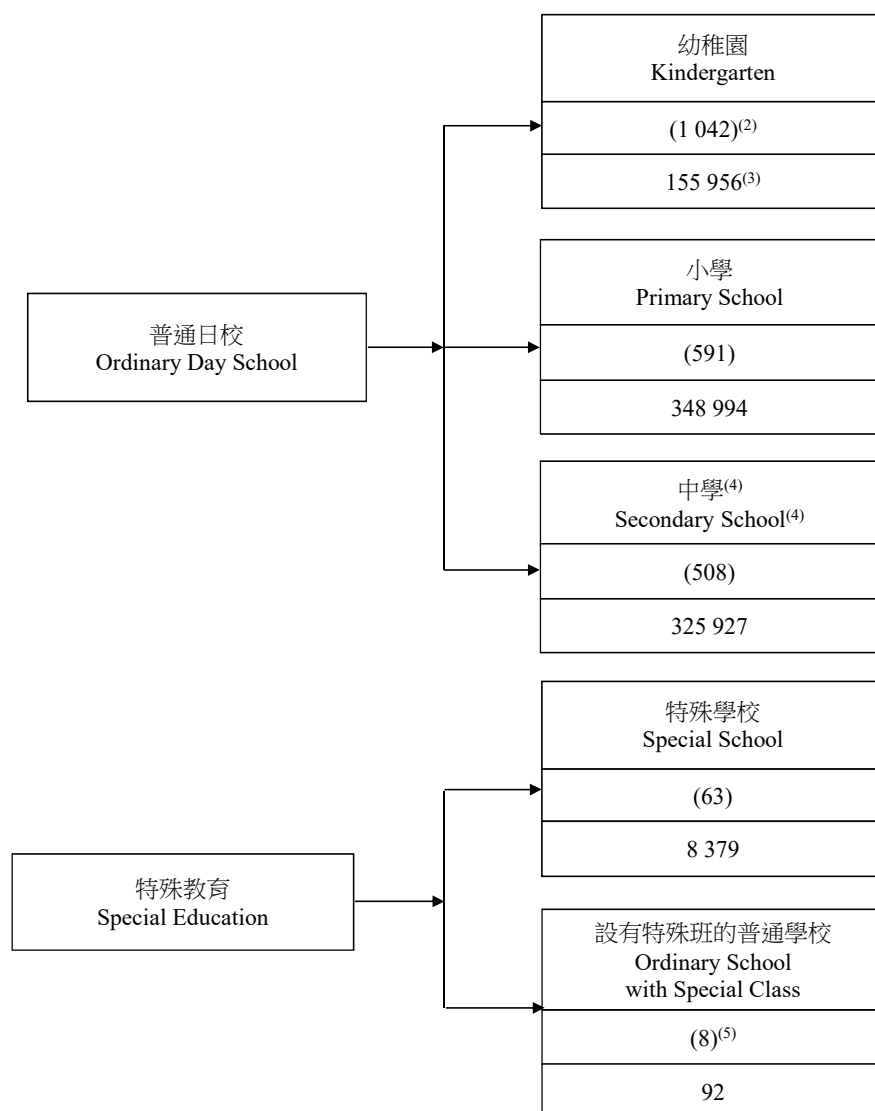 幼稚園
Kindergarten
(1 042)(2)
155 956(3)
小學
Primary School
(591)
348 994
普通日校
Ordinary Day School
中學(4)
Secondary School(4)
(508)
325 927
特殊學校
Special School
(63)
8 379
特殊教育
Special Education
設有特殊班的普通學校
Ordinary School
with Special Class
(8)(5)
92